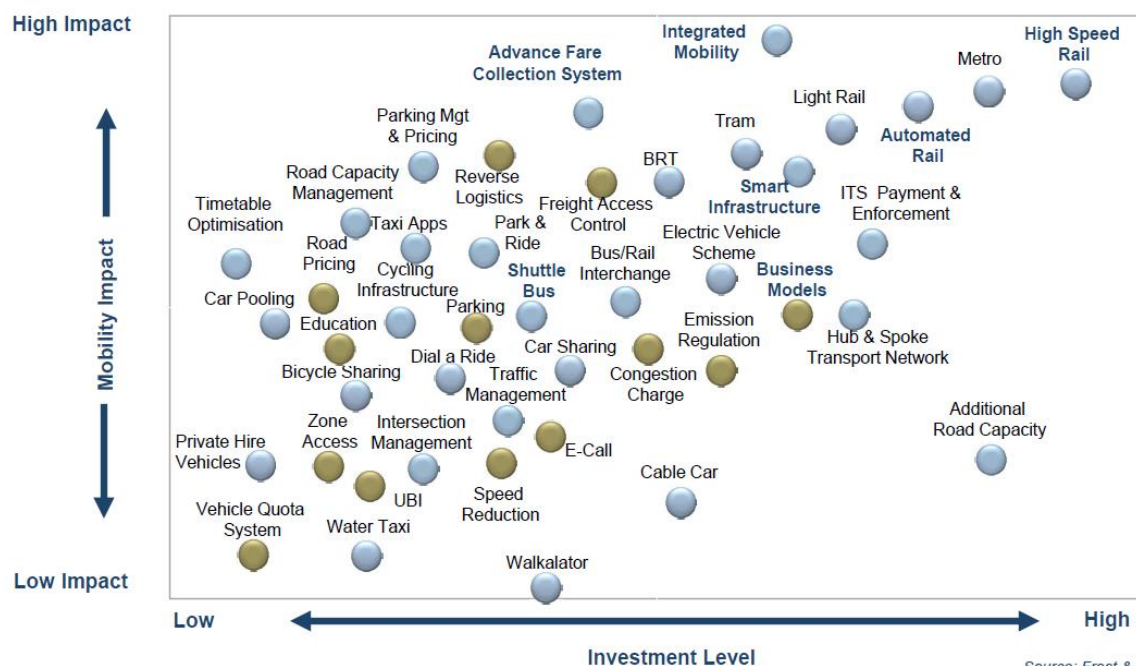 High Impact
Integrated
Mobility
High Speed
Rail
Advance Fare
Collection System
Metro
Light Rail
Parking Mgt
& Pricing
Tram
Automated
Rail
BRT
Road Capacity
Management
Reverse
Logistics
Smart
Infrastructure
ITS Payment &
Enforcement
Timetable
Optimisation
Taxi Apps
Park &
Ride
Freight Access
Control
Electric Vehicle
Scheme
Road
Pricing
Bus/Rail
Interchange
Cycling
Infrastructure
Shuttle
Bus
Business
Models
Car Pooling
Education
Parking
Emission
Regulation
Hub & Spoke
Transport Network
Car Sharing
Dial a Ride
Bicycle Sharing
Traffic
Management
Congestion
Charge
Mobility Impact
Zone
Access
Intersection
Management
Additional
Road Capacity
Private Hire
Vehicles
E-Call
Cable Car
UBI
Speed
Reduction
Vehicle Quota
System
Water Taxi
Walkalator
Low Impact
Low
High
Investment Level
Source: Frost &